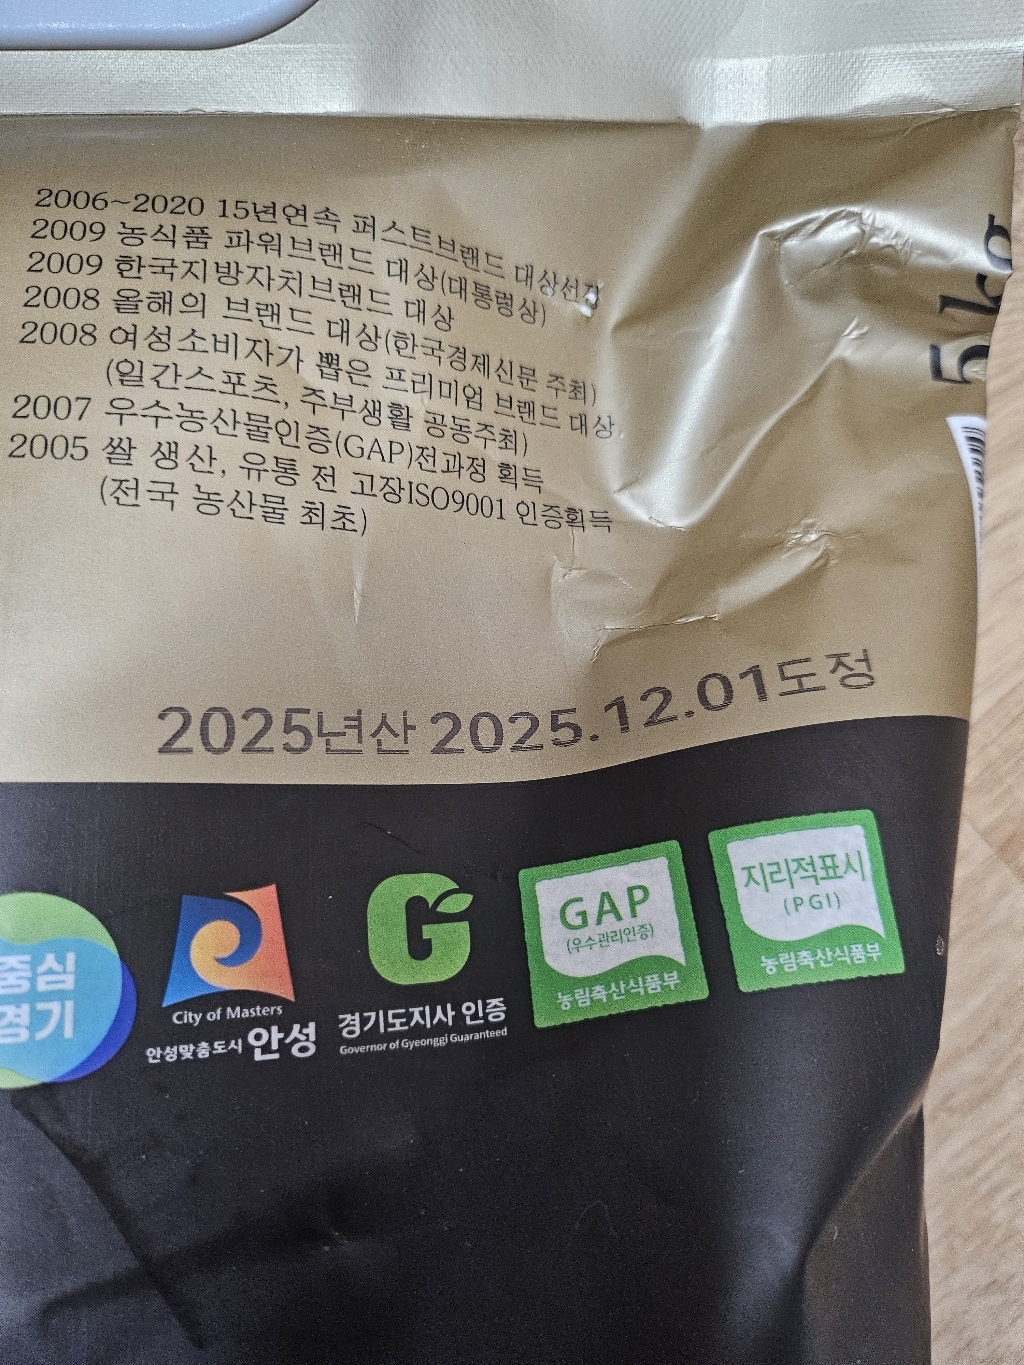 2006~2020 15년연속 퍼스트브랜드 대상선정
2009 농식품 파워브랜드 대상(대통령상)
2009 한국지방자치브랜드 대상
2008 올해의 브랜드 대상(한국경제신문 주최)
2008 여성소비자가 뽑은 프리미엄 브랜드 대상
(일간스포츠, 주부생활 공동주최)
2007 우수농산물인증(GAP)전과정 획득
2005 쌀 생산, 유통 전 고장ISO9001 인증획득
(전국 농산물 최초)
5kg
2025년산 2025.12.01도정
중심
경기
City of Masters
안성맞춤도시 안성
경기도지사 인증
Governor of Gyeonggi Guaranteed
GAP
(우수관리인증)
농림축산식품부
지리적표시
(PGI)
농림축산식품부